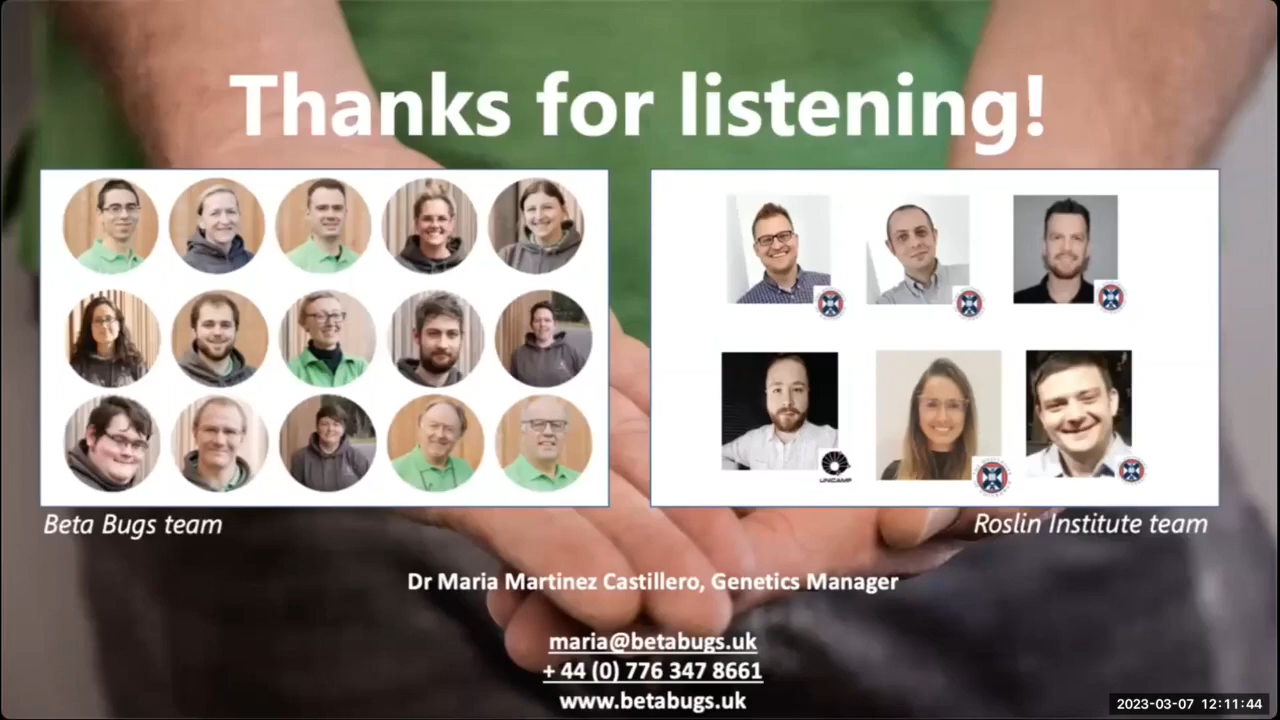 Thanks for listening!
UNICAMP
Beta Bugs team
Roslin Institute team
Dr Maria Martinez Castillero, Genetics Manager
maria@betabugs.uk
+ 44 (0) 776 347 8661
www.betabugs.uk
2023-03-07 12:11:44